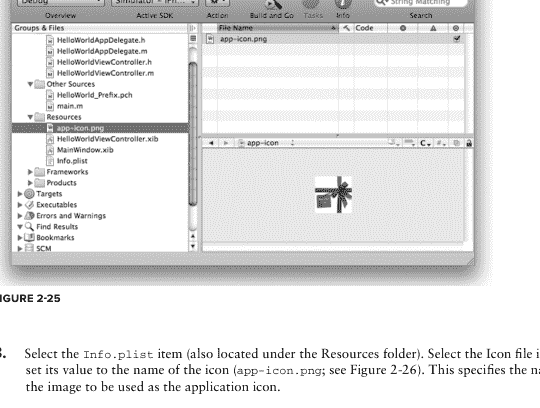 Debug
Simulator - iPh...
Overview
Active SDK
Action
Build and Go
Tasks
Info
String Matching
Search
Groups & Files
HelloWorldAppDelegate.h
HelloWorldAppDelegate.m
HelloWorldViewController.h
HelloWorldViewController.m
Other Sources
HelloWorld_Prefix.pch
main.m
Resources
app-icon.png
HelloWorldViewController.xib
MainWindow.xib
Info.plist
Frameworks
Products
Targets
Executables
Errors and Warnings
Find Results
Bookmarks
SCM
File Name
Code
app-icon.png
app-icon
C
#
IGURE 2-25
Select the Info.plist item (also located under the Resources folder). Select the Icon file i
set its value to the name of the icon (app-icon.png; see Figure 2-26). This specifies the na
the image to be used as the application icon.